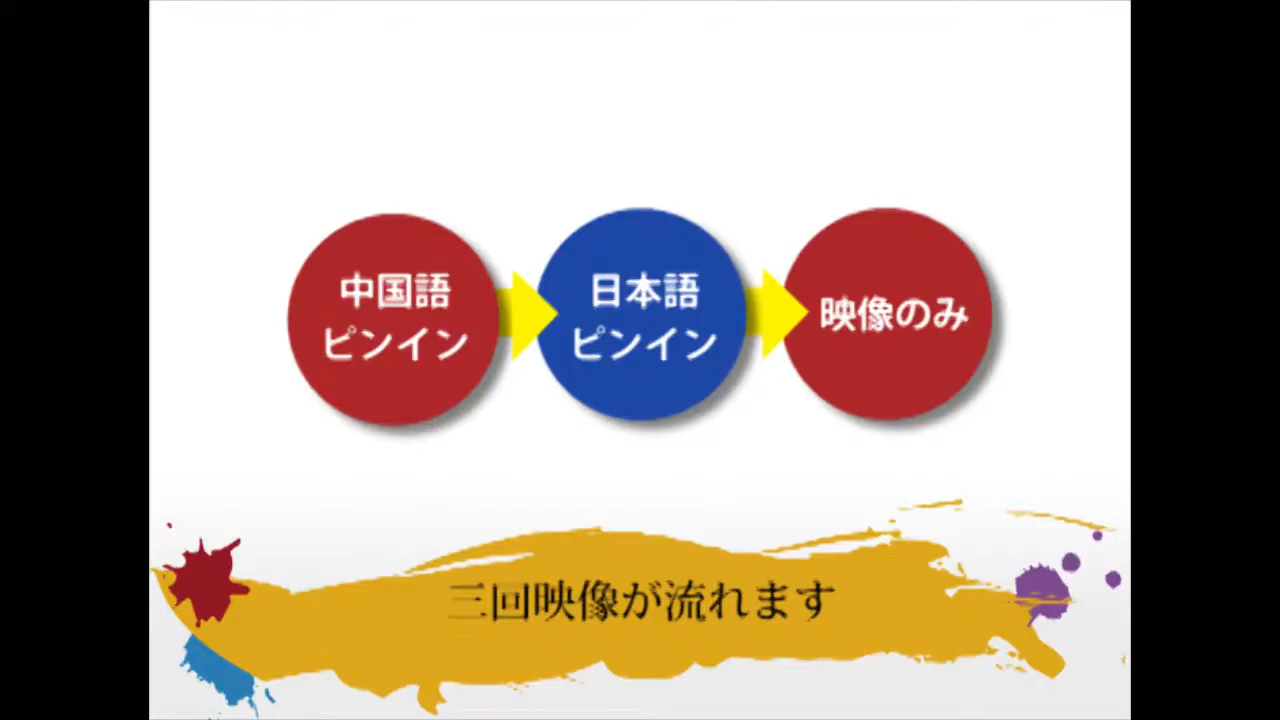 中国語
ピンイン
日本語
ピンイン
映像のみ
三回映像が流れます